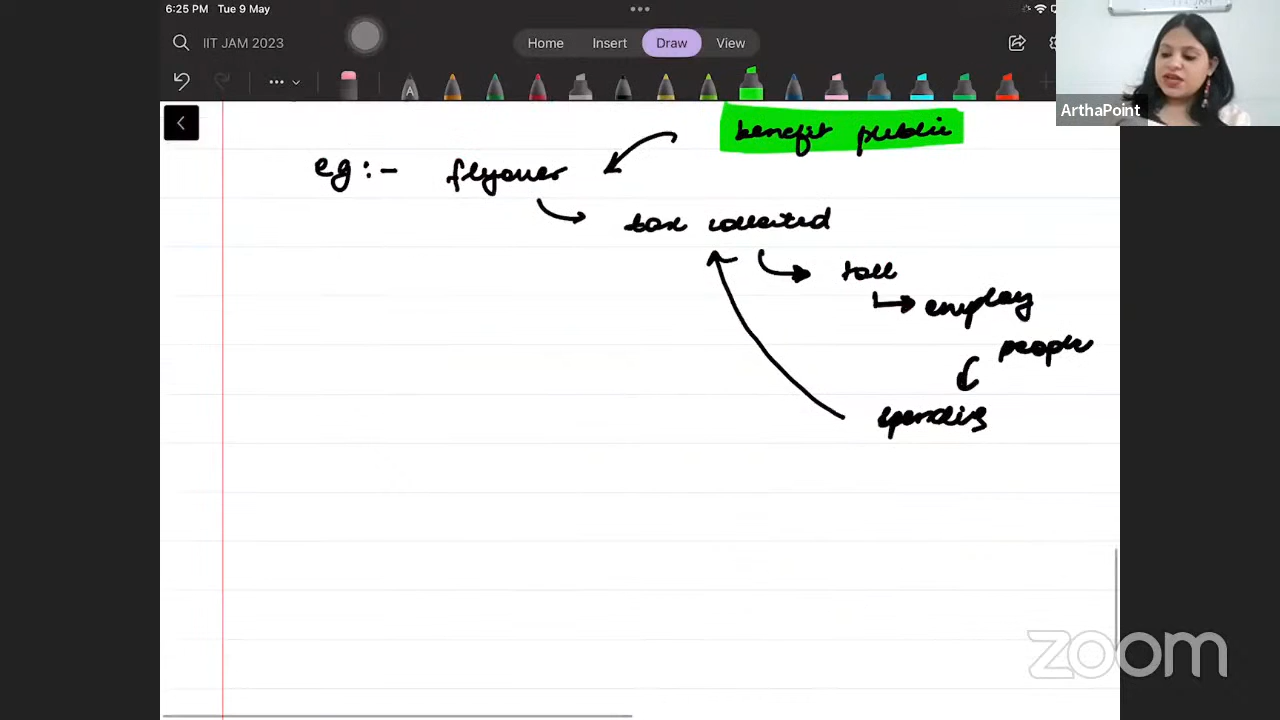 6:25 PM Tue 9 May
IIT JAM 2023
Home Insert Draw View
A
ArthaPoint
benefit public
eg:- flyover
tax collected
toll
employ
people
spending
zoom